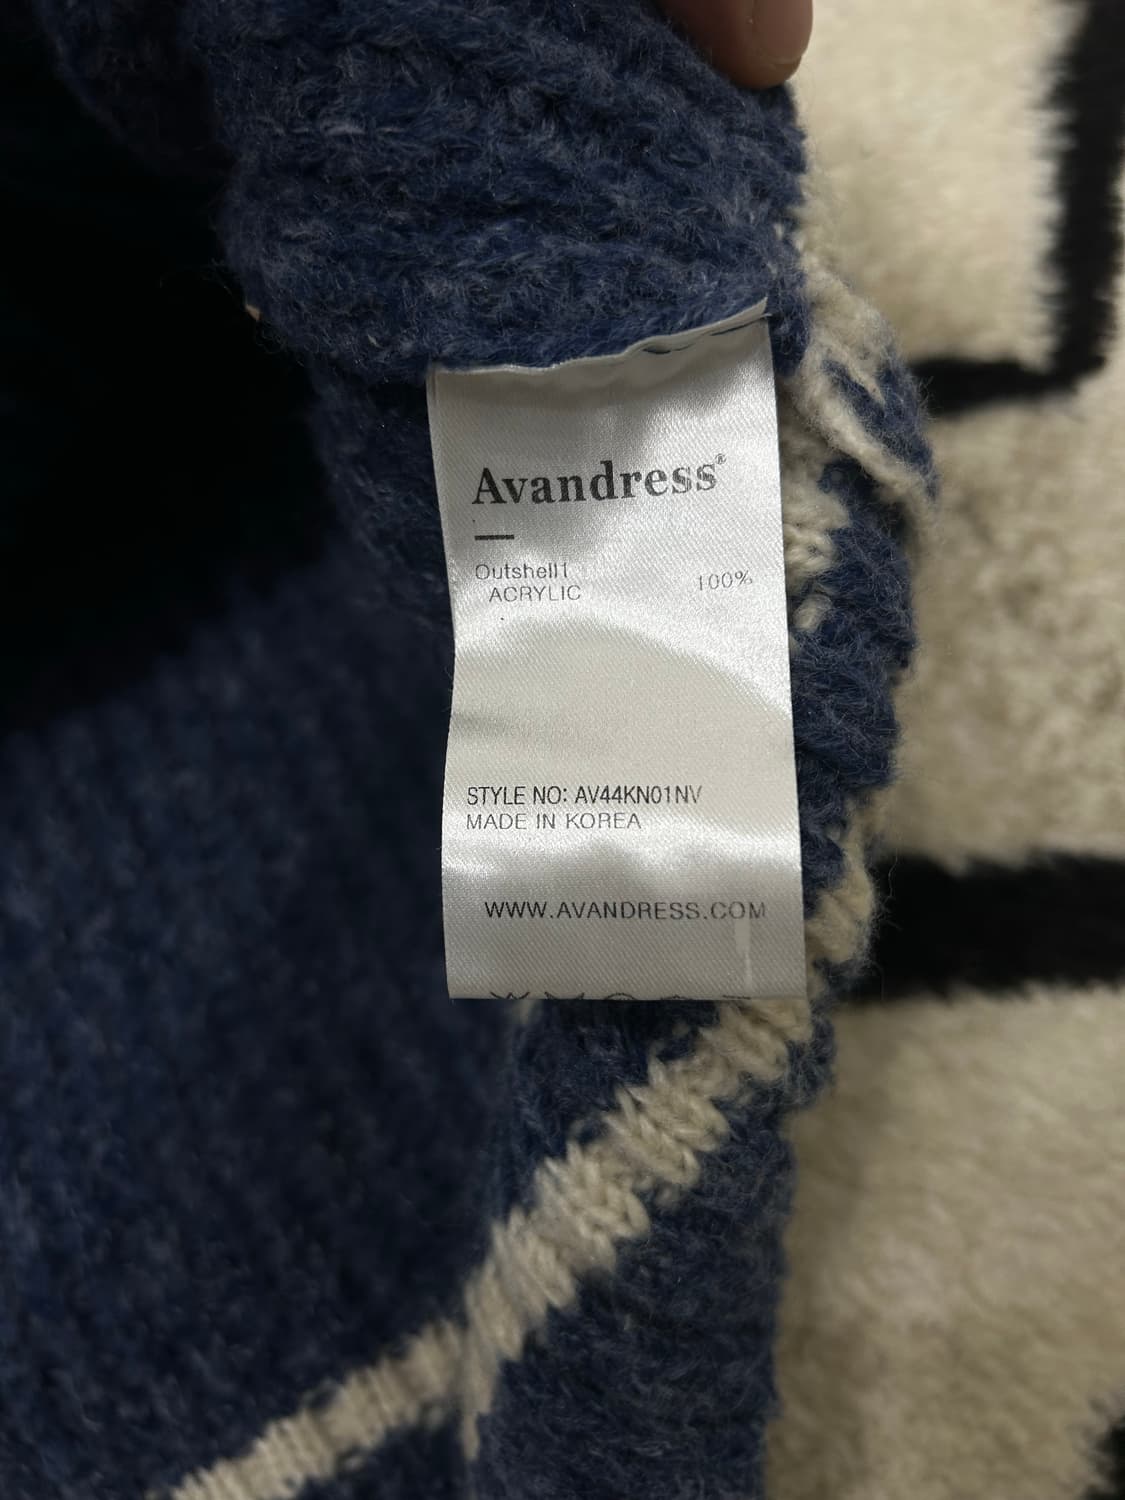 Avandress®
Outshell1
ACRYLIC 100%
STYLE NO: AV44KN01NV
MADE IN KOREA
WWW.AVANDRESS.COM